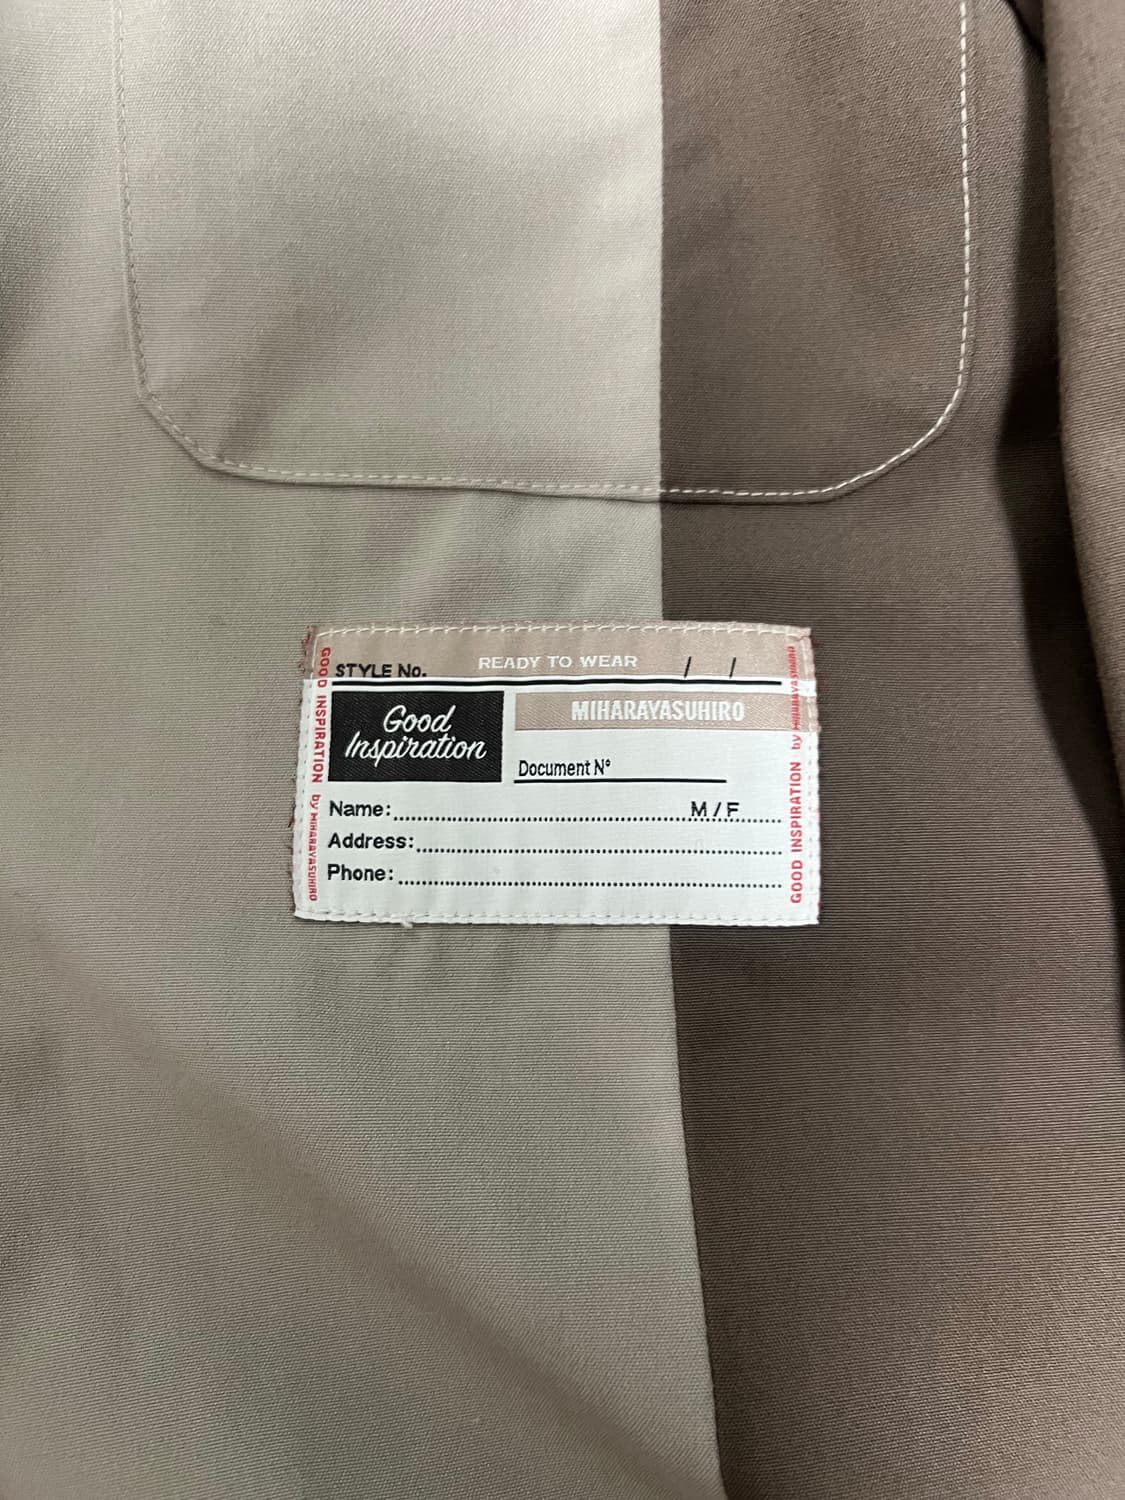 STYLE No. READY TO WEAR / /
Good
Inspiration
MIHARAYASUHIRO
Document Nº
Name: M / F
Address:
Phone:
GOOD INSPIRATION by MIHARAYASUHIRO
GOOD INSPIRATION by MIHARAYASUHIRO